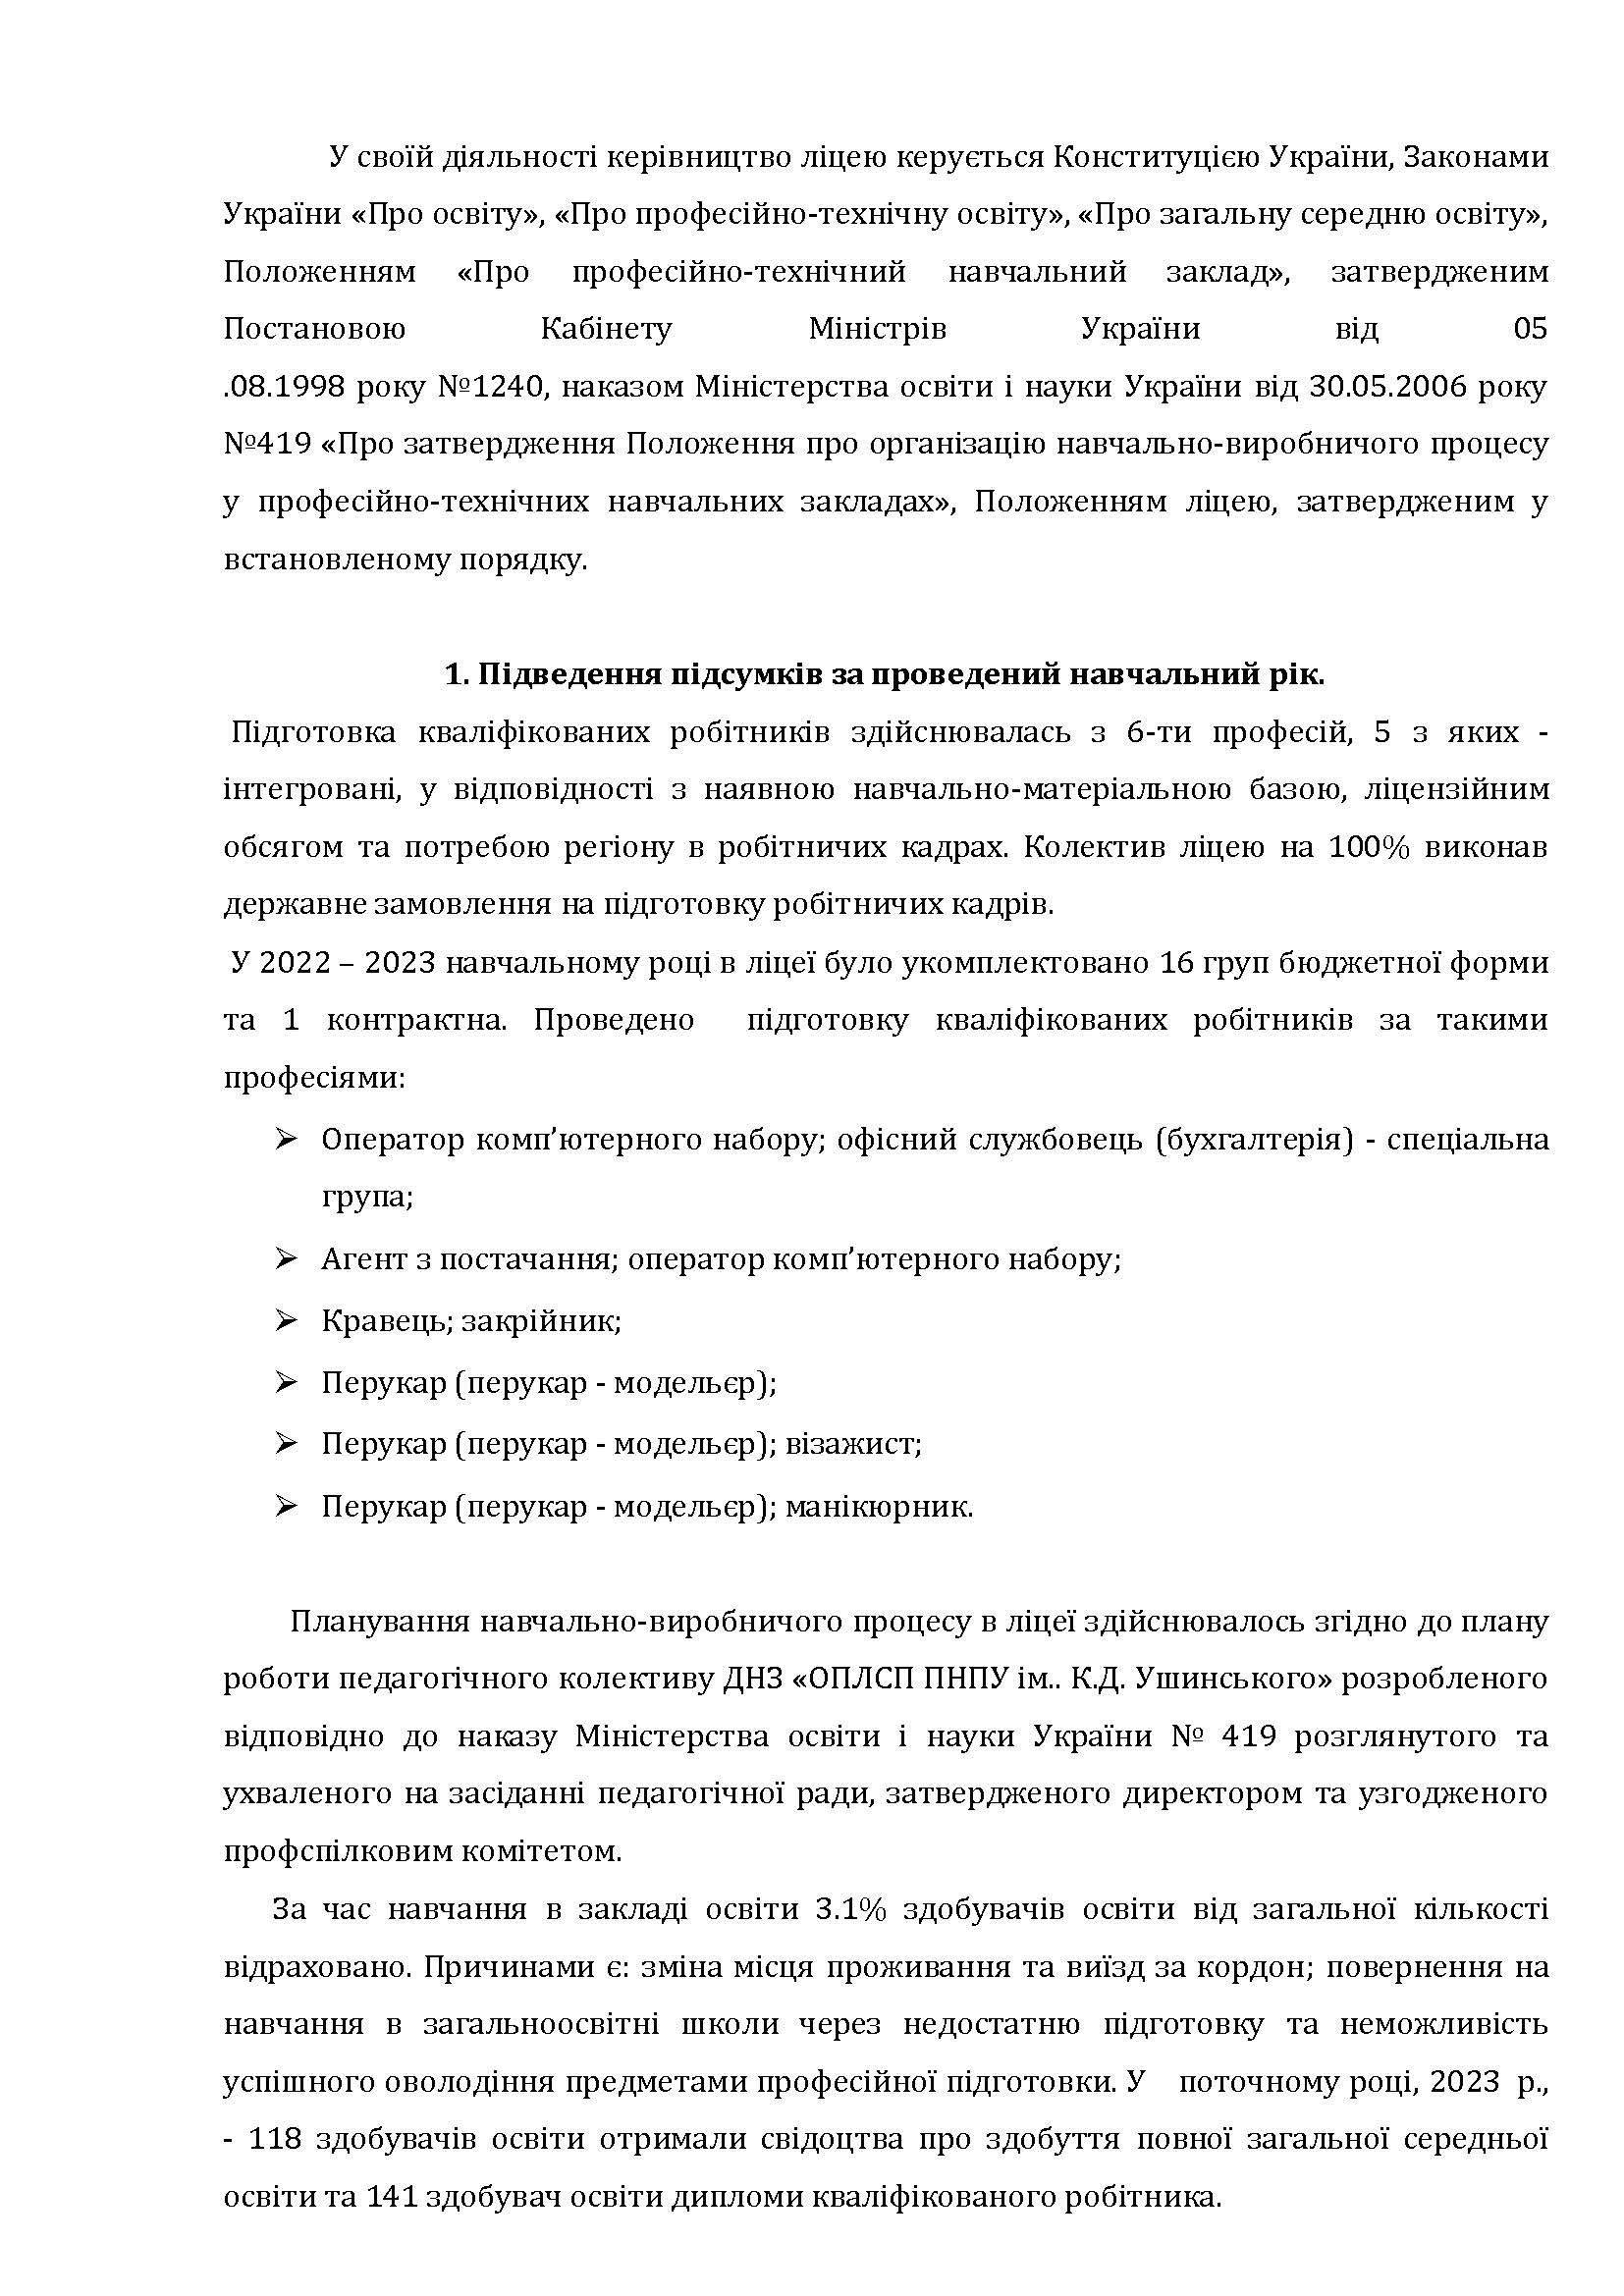 У своїй діяльності керівництво ліцею керується Конституцією України, Законами
України «Про освіту», «Про професійно-технічну освіту», «Про загальну середню освіту»,
Положенням «Про професійно-технічний навчальний заклад», затвердженим
Постановою Кабінету Міністрів України від 05
.08.1998 року №1240, наказом Міністерства освіти і науки України від 30.05.2006 року
№419 «Про затвердження Положення про організацію навчально-виробничого процесу
у професійно-технічних навчальних закладах», Положенням ліцею, затвердженим у
встановленому порядку.
1. Підведення підсумків за проведений навчальний рік.
Підготовка кваліфікованих робітників здійснювалась з 6-ти професій, 5 з яких -
інтегровані, у відповідності з наявною навчально-матеріальною базою, ліцензійним
обсягом та потребою регіону в робітничих кадрах. Колектив ліцею на 100% виконав
державне замовлення на підготовку робітничих кадрів.
У 2022 – 2023 навчальному році в ліцеї було укомплектовано 16 груп бюджетної форми
та 1 контрактна. Проведено підготовку кваліфікованих робітників за такими
професіями:
➢ Оператор комп’ютерного набору; офісний службовець (бухгалтерія) - спеціальна
група;
➢ Агент з постачання; оператор комп’ютерного набору;
➢ Кравець; закрійник;
➢ Перукар (перукар - модельєр);
➢ Перукар (перукар - модельєр); візажист;
➢ Перукар (перукар - модельєр); манікюрник.
Планування навчально-виробничого процесу в ліцеї здійснювалось згідно до плану
роботи педагогічного колективу ДНЗ «ОПЛСП ПНПУ ім.. К.Д. Ушинського» розробленого
відповідно до наказу Міністерства освіти і науки України № 419 розглянутого та
ухваленого на засіданні педагогічної ради, затвердженого директором та узгодженого
профспілковим комітетом.
За час навчання в закладі освіти 3.1% здобувачів освіти від загальної кількості
відраховано. Причинами є: зміна місця проживання та виїзд за кордон; повернення на
навчання в загальноосвітні школи через недостатню підготовку та неможливість
успішного оволодіння предметами професійної підготовки. У поточному році, 2023 р.,
- 118 здобувачів освіти отримали свідоцтва про здобуття повної загальної середньої
освіти та 141 здобувач освіти дипломи кваліфікованого робітника.